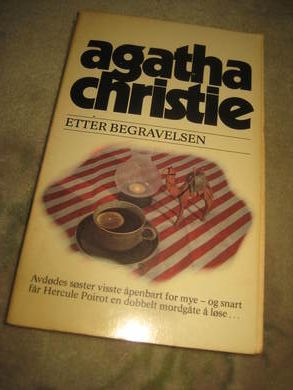 agatha
christie
ETTER BEGRAVELSEN
Avdødes søster visste åpenbart for mye – og snart
får Hercule Poirot en dobbelt mordgåte å løse...